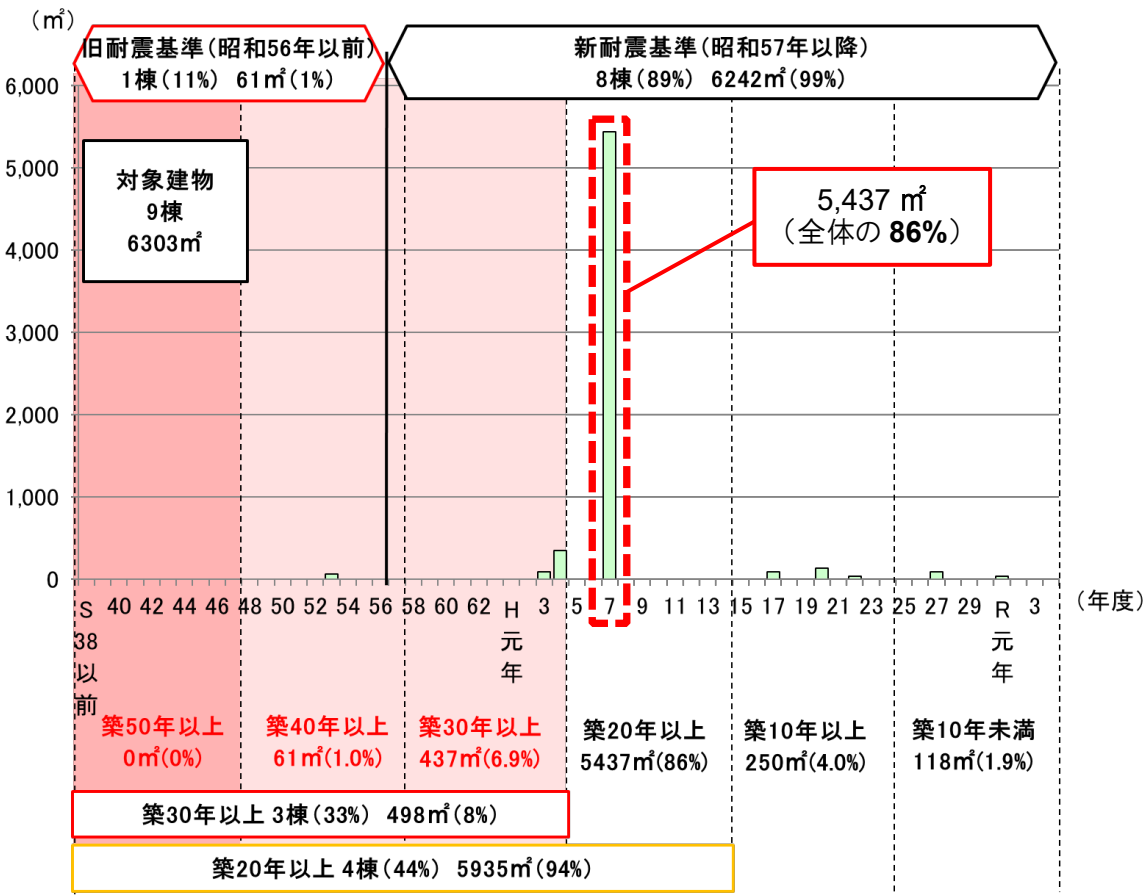 （㎡）
旧耐震基準（昭和56年以前）
1棟（11%） 61㎡（1%）
新耐震基準（昭和57年以降）
8棟（89%） 6242㎡（99%）
6,000
5,000
4,000
3,000
2,000
1,000
0
対象建物
9棟
6303㎡
5,437 ㎡
（全体の 86%）
S38以前 40 42 44 46 48 50 52 54 56 58 60 62 H元年 3 5 7 9 11 13 15 17 19 21 23 25 27 29 R元年 3 （年度）
築50年以上
0㎡(0%)
築40年以上
61㎡(1.0%)
築30年以上
437㎡(6.9%)
築20年以上
5437㎡(86%)
築10年以上
250㎡(4.0%)
築10年未満
118㎡(1.9%)
築30年以上 3棟（33%） 498㎡（8%）
築20年以上 4棟（44%） 5935㎡（94%）